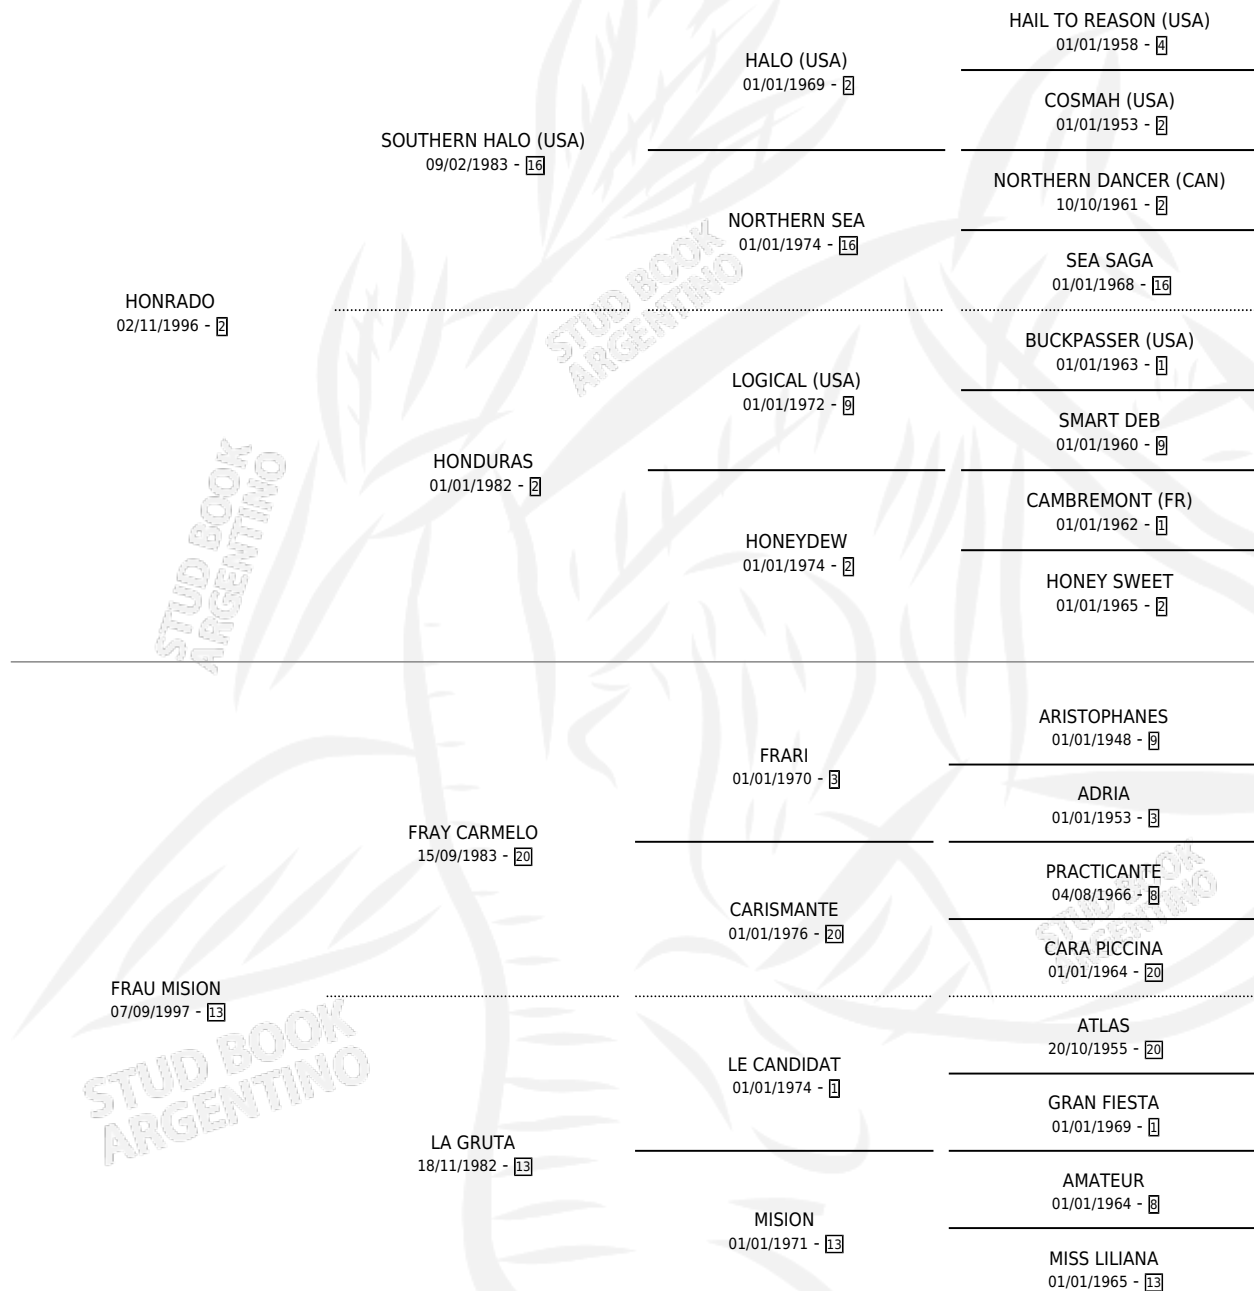 HAIL TO REASON (USA)
01/01/1958 - 4
HALO (USA)
01/01/1969 - 2
COSMAH (USA)
01/01/1953 - 2
SOUTHERN HALO (USA)
09/02/1983 - 16
NORTHERN DANCER (CAN)
10/10/1961 - 2
NORTHERN SEA
01/01/1974 - 16
SEA SAGA
01/01/1968 - 16
STUD BOOK
ARGENTINO
HONRADO
02/11/1996 - 2
BUCKPASSER (USA)
01/01/1963 - 1
LOGICAL (USA)
01/01/1972 - 9
SMART DEB
01/01/1960 - 9
HONDURAS
01/01/1982 - 2
CAMBREMONT (FR)
01/01/1962 - 1
HONEYDEW
01/01/1974 - 2
HONEY SWEET
01/01/1965 - 2
STUD BOOK
ARGENTINO
ARISTOPHANES
01/01/1948 - 9
FRARI
01/01/1970 - 3
ADRIA
01/01/1953 - 3
FRAY CARMELO
15/09/1983 - 20
PRACTICANTE
04/08/1966 - 8
CARISMANTE
01/01/1976 - 20
CARA PICCINA
01/01/1964 - 20
STUD BOOK
ARGENTINO
FRAU MISION
07/09/1997 - 13
ATLAS
20/10/1955 - 20
LE CANDIDAT
01/01/1974 - 1
GRAN FIESTA
01/01/1969 - 1
STUD BOOK
ARGENTINO
LA GRUTA
18/11/1982 - 13
AMATEUR
01/01/1964 - 8
MISION
01/01/1971 - 13
MISS LILIANA
01/01/1965 - 13